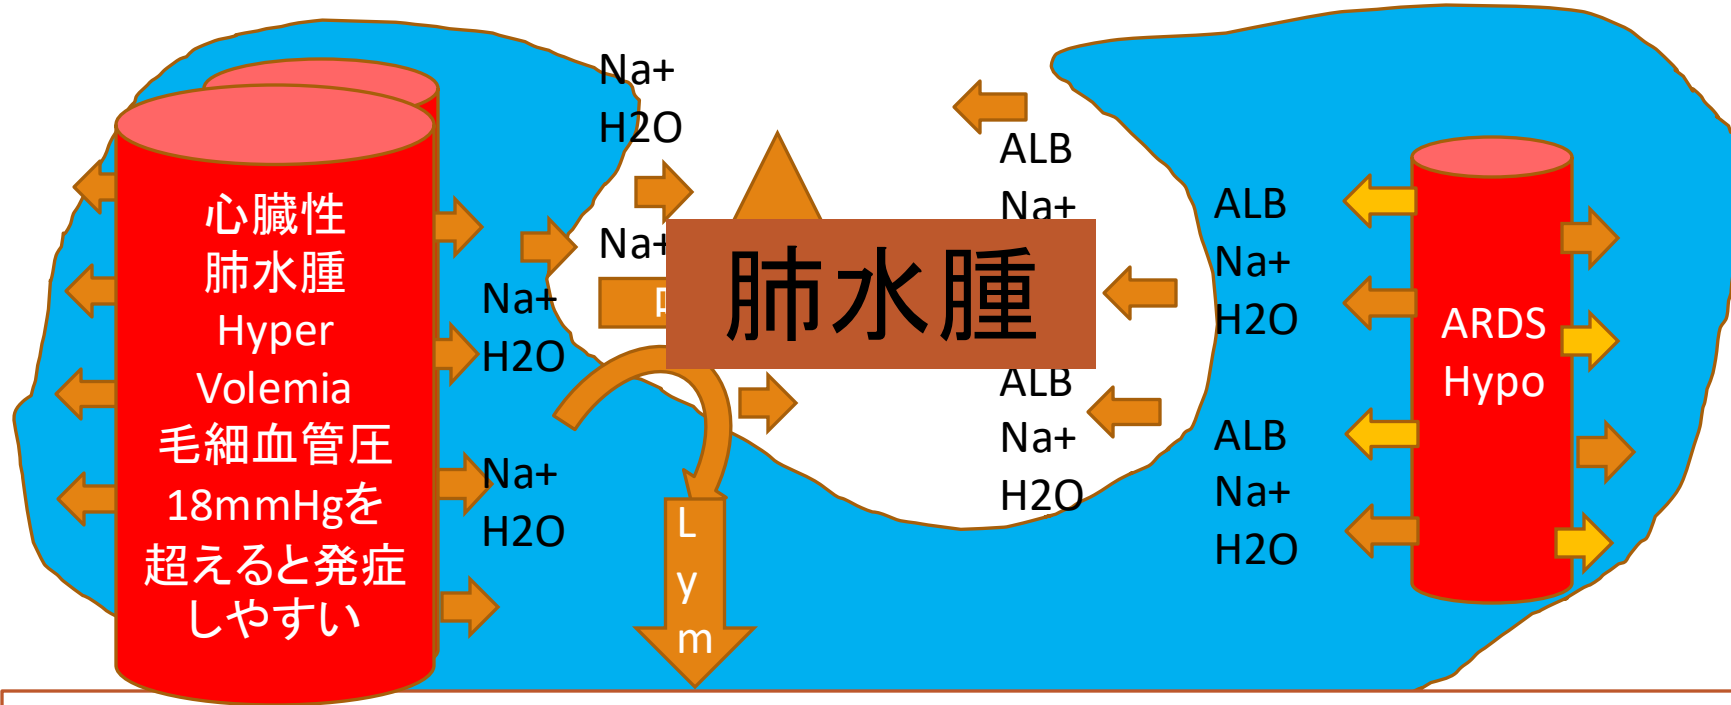 心臓性
肺水腫
Hyper
Volemia
毛細血管圧
18mmHgを
超えると発症
しやすい
Na+
H2O
Na+
Na+
H2O
Na+
H2O
肺水腫
L
y
m
ALB
Na+
ALB
Na+
H2O
ALB
Na+
H2O
ALB
Na+
H2O
ARDS
Hypo